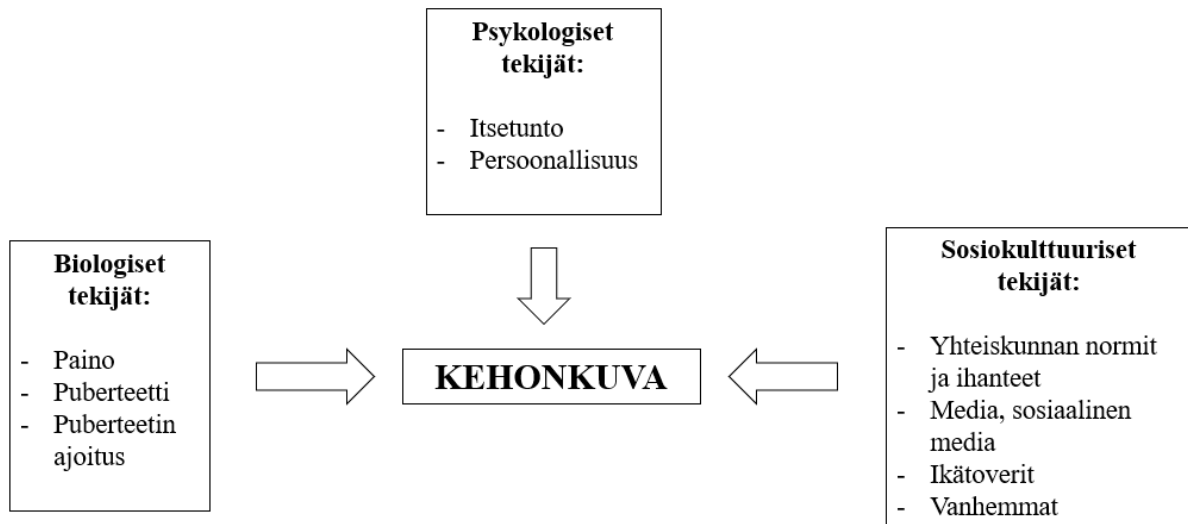 Psykologiset
tekijät:
- Itsetunto
- Persoonallisuus
Biologiset
tekijät:
- Paino
- Puberteetti
- Puberteetin
ajoitus
KEHONKUVA
Sosiokulttuuriset
tekijät:
- Yhteiskunnan normit
ja ihanteet
- Media, sosiaalinen
media
- Ikätoverit
- Vanhemmat